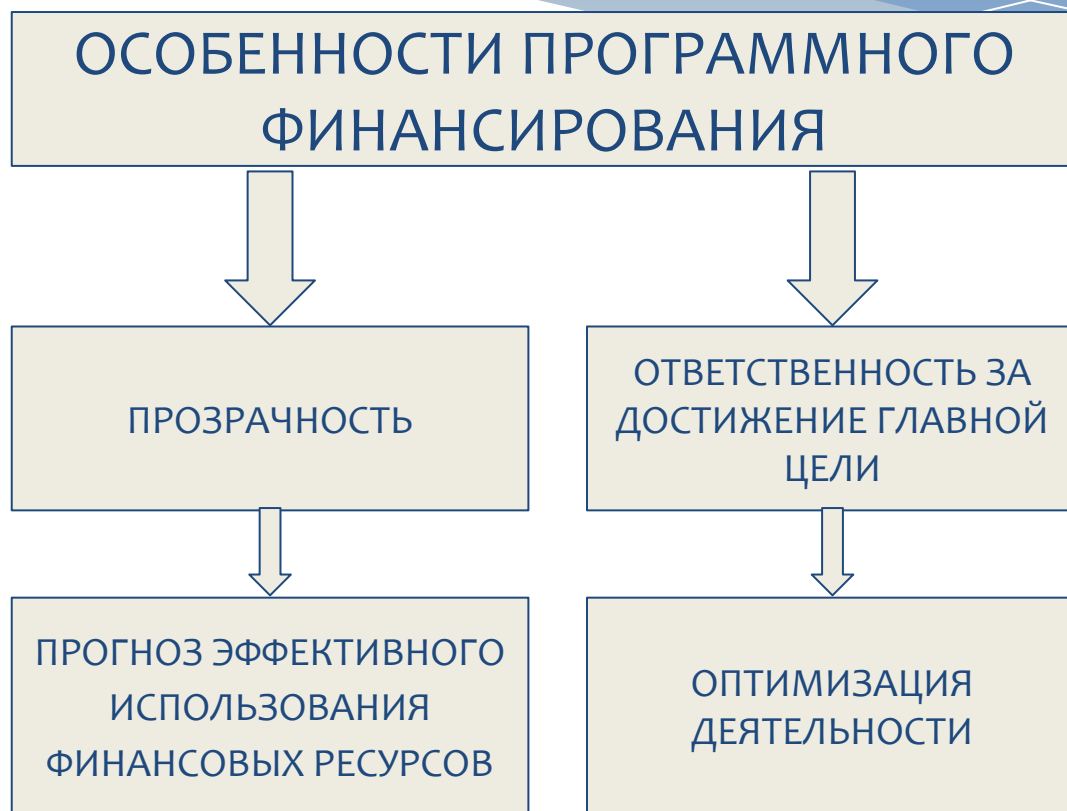 ОСОБЕННОСТИ ПРОГРАММНОГО
ФИНАНСИРОВАНИЯ
ПРОЗРАЧНОСТЬ
ОТВЕТСТВЕННОСТЬ ЗА
ДОСТИЖЕНИЕ ГЛАВНОЙ
ЦЕЛИ
ПРОГНОЗ ЭФФЕКТИВНОГО
ИСПОЛЬЗОВАНИЯ
ФИНАНСОВЫХ РЕСУРСОВ
ОПТИМИЗАЦИЯ
ДЕЯТЕЛЬНОСТИ